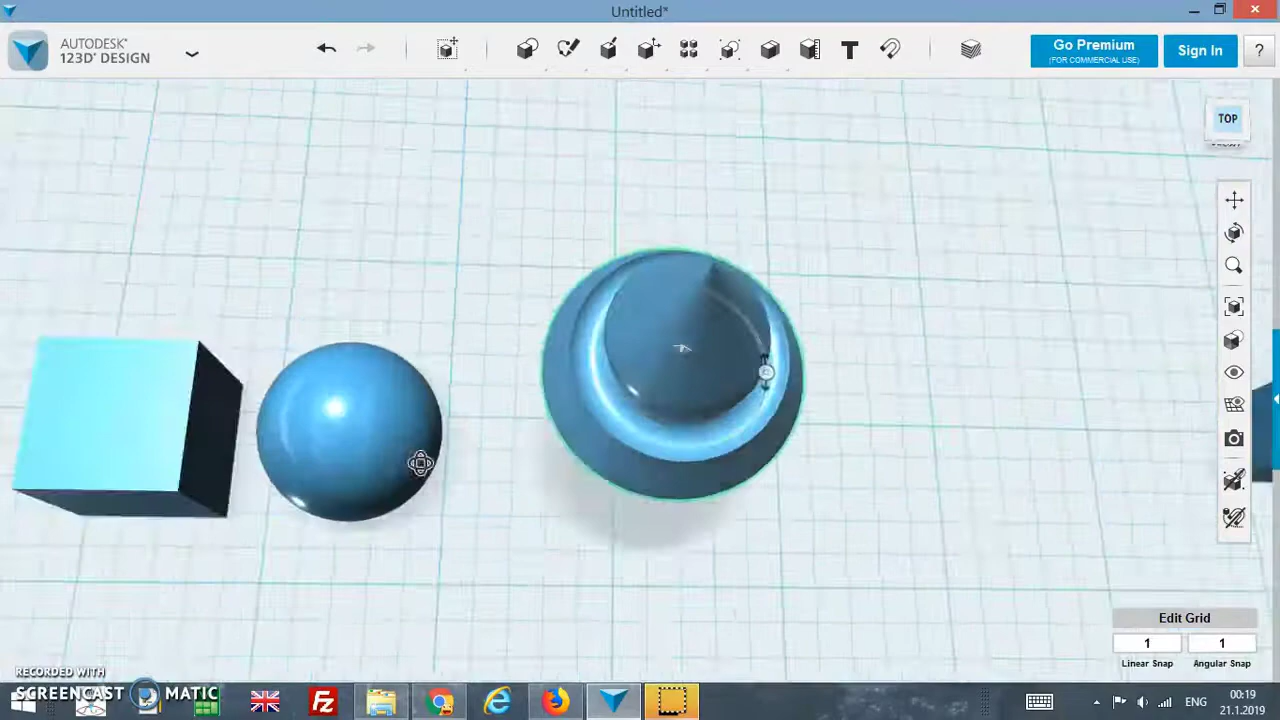 Untitled*
AUTODESK®
123D® DESIGN
Go Premium
(FOR COMMERCIAL USE)
Sign In
?
T
TOP
Edit Grid
1
1
Linear Snap
Angular Snap
RECORDED WITH
SCREENCAST MATIC
Fz
ENG
00:19
21.1.2019